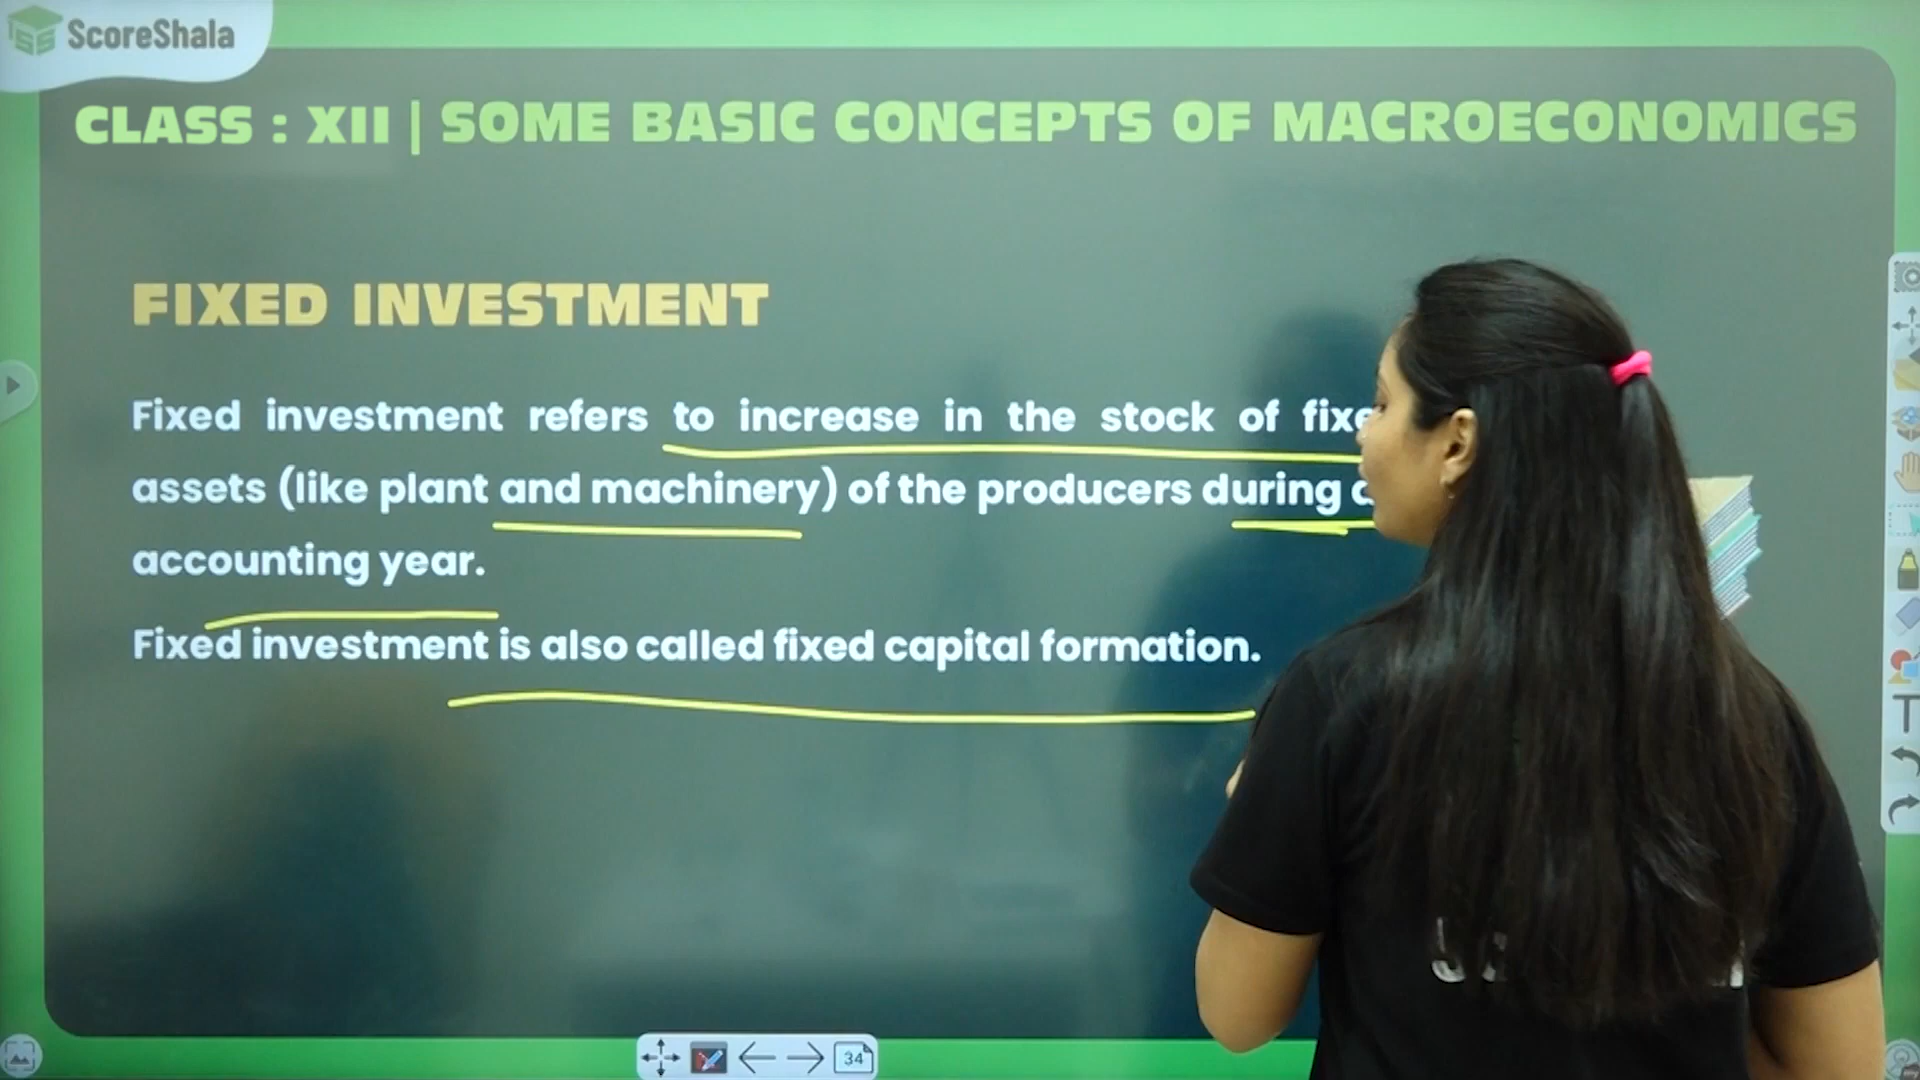 ScoreShala
CLASS : XII | SOME BASIC CONCEPTS OF MACROECONOMICS
FIXED INVESTMENT
Fixed investment refers to increase in the stock of
assets (like plant and machinery) of the producers during
accounting year.
Fixed investment is also called fixed capital formation.
34